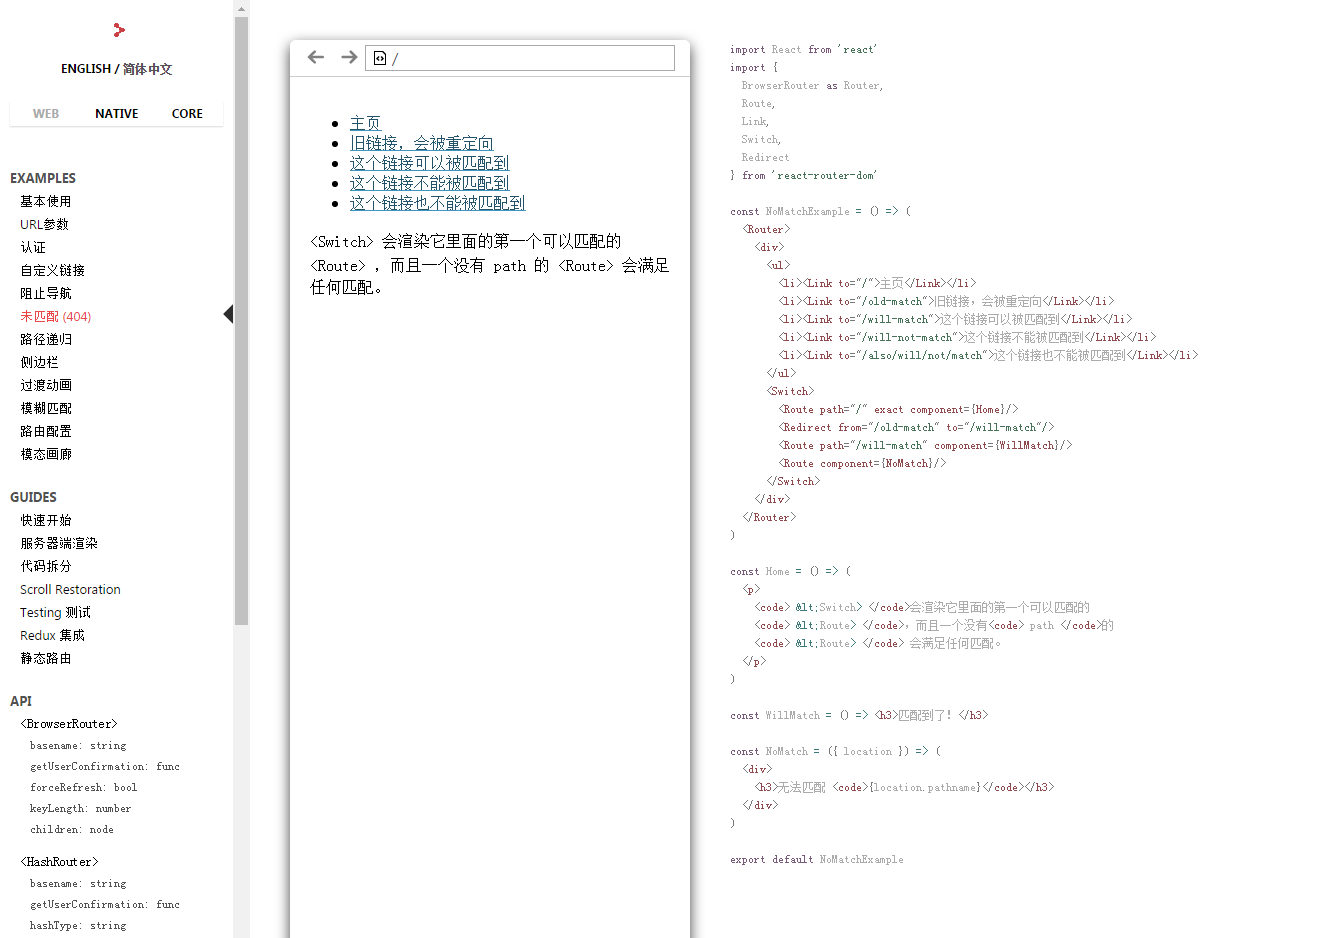 ENGLISH / 简体中文
WEB NATIVE CORE
EXAMPLES
基本使用
URL参数
认证
自定义链接
阻止导航
未匹配 (404)
路径递归
侧边栏
过渡动画
模糊匹配
路由配置
模态画廊
GUIDES
快速开始
服务器端渲染
代码拆分
Scroll Restoration
Testing 测试
Redux 集成
静态路由
API
<BrowserRouter>
basename: string
getUserConfirmation: func
forceRefresh: bool
keyLength: number
children: node
<HashRouter>
basename: string
getUserConfirmation: func
hashType: string
/
主页
旧链接，会被重定向
这个链接可以被匹配到
这个链接不能被匹配到
这个链接也不能被匹配到
<Switch> 会渲染它里面的第一个可以匹配的
<Route> ，而且一个没有 path 的 <Route> 会满足
任何匹配。
import React from 'react'
import {
BrowserRouter as Router,
Route,
Link,
Switch,
Redirect
} from 'react-router-dom'
const NoMatchExample = () => (
<Router>
<div>
<ul>
<li><Link to="/">主页</Link></li>
<li><Link to="/old-match">旧链接，会被重定向</Link></li>
<li><Link to="/will-match">这个链接可以被匹配到</Link></li>
<li><Link to="/will-not-match">这个链接不能被匹配到</Link></li>
<li><Link to="/also/will/not/match">这个链接也不能被匹配到</Link></li>
</ul>
<Switch>
<Route path="/" exact component={Home}/>
<Redirect from="/old-match" to="/will-match"/>
<Route path="/will-match" component={WillMatch}/>
<Route component={NoMatch}/>
</Switch>
</div>
</Router>
)
const Home = () => (
<p>
<code> &lt;Switch> </code>会渲染它里面的第一个可以匹配的
<code> &lt;Route> </code>，而且一个没有<code> path </code>的
<code> &lt;Route> </code> 会满足任何匹配。
</p>
)
const WillMatch = () => <h3>匹配到了！</h3>
const NoMatch = ({ location }) => (
<div>
<h3>无法匹配 <code>{location.pathname}</code></h3>
</div>
)
export default NoMatchExample